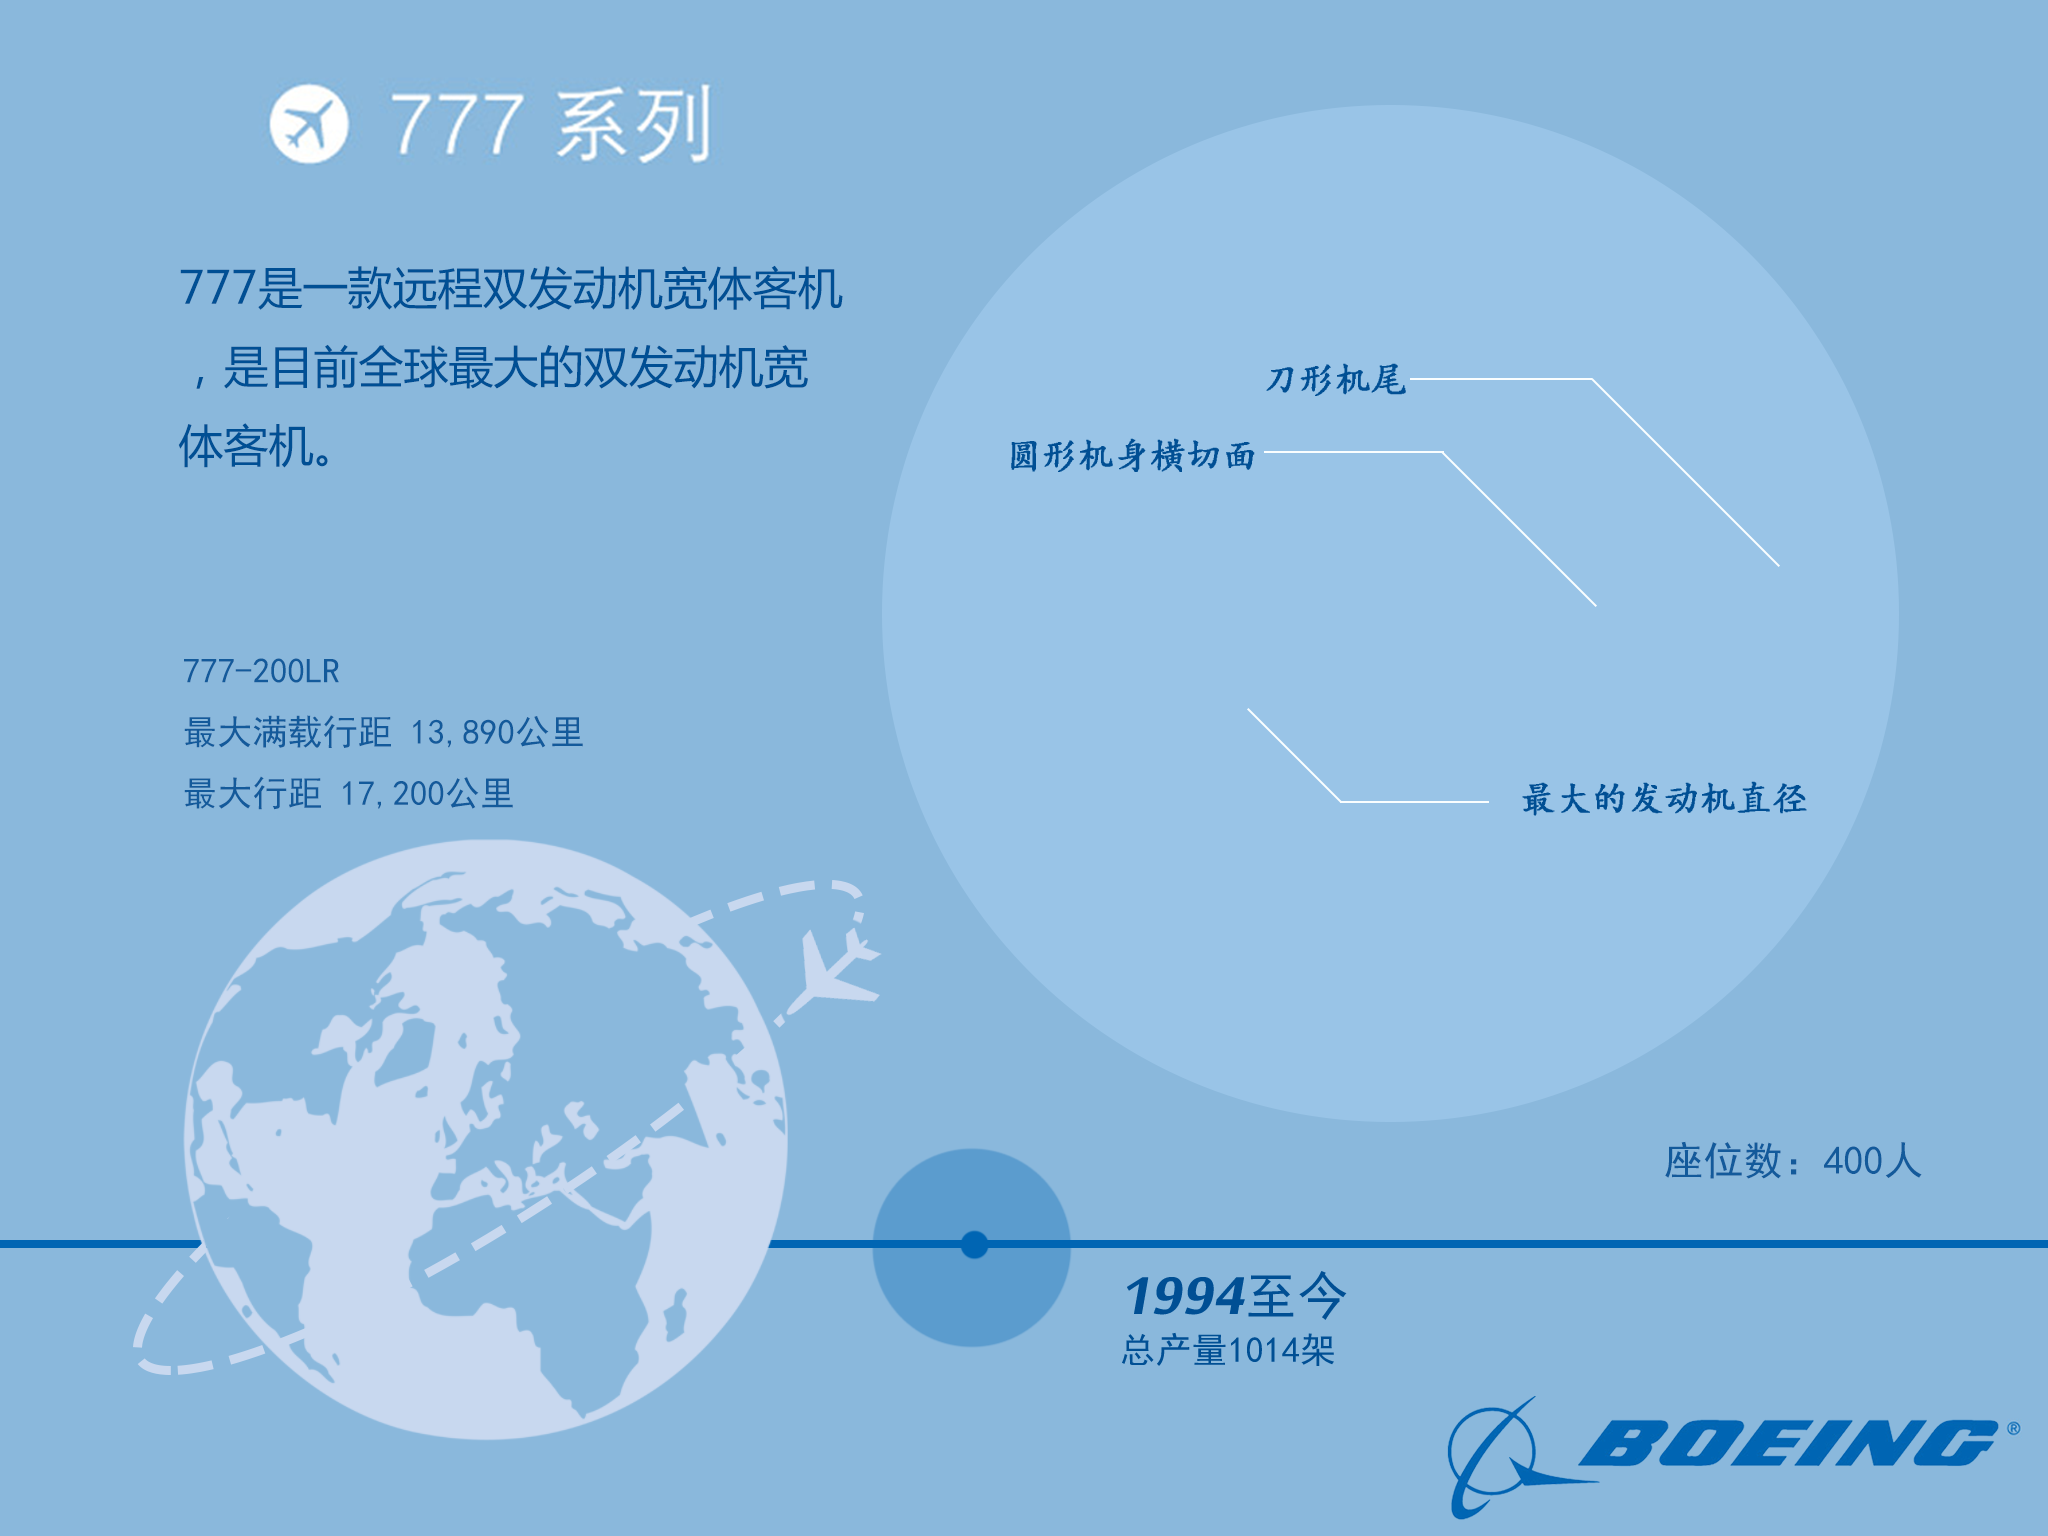 777 系列
777是一款远程双发动机宽体客机
，是目前全球最大的双发动机宽
体客机。
刀形机尾
圆形机身横切面
最大的发动机直径
777-200LR
最大满载行距 13,890公里
最大行距 17,200公里
座位数：400人
1994至今
总产量1014架
BOEING®